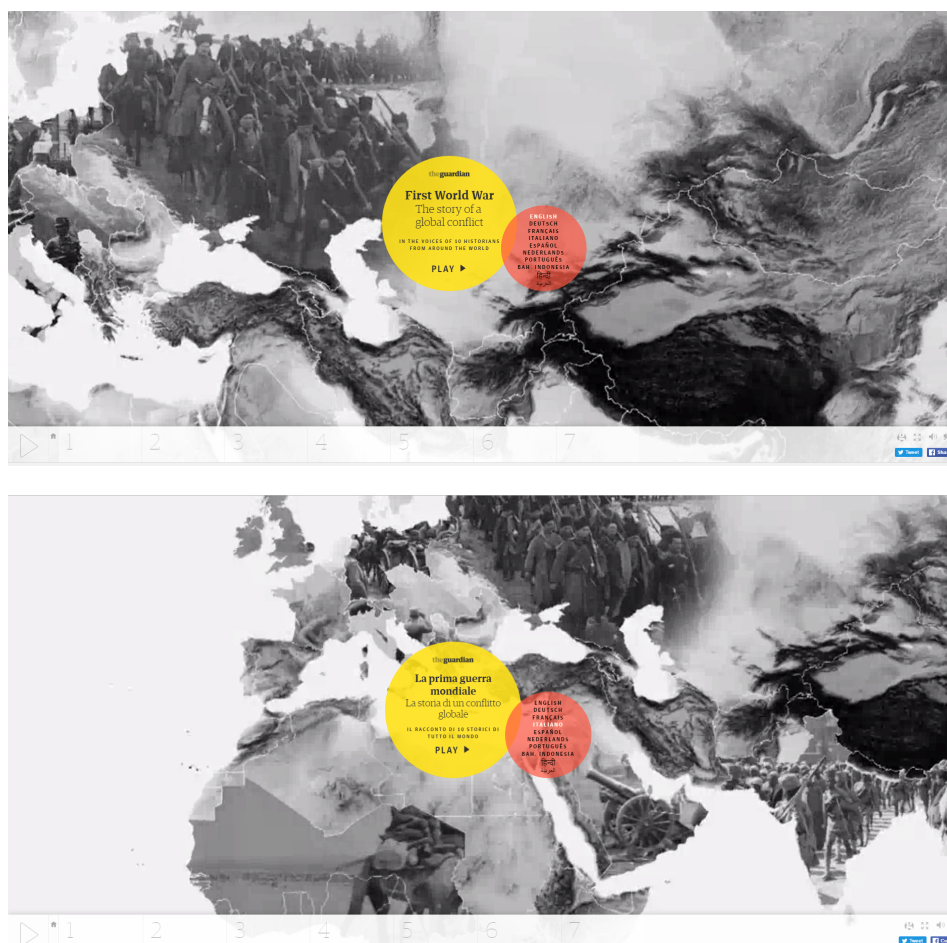 theguardian
First World War
The story of a
global conflict
IN THE VOICES OF 10 HISTORIANS
FROM AROUND THE WORLD
PLAY
ENGLISH
DEUTSCH
FRANÇAIS
ITALIANO
ESPAÑOL
NEDERLANDS
PORTUGUÊS
BAH. INDONESIA
हिन्दी
العربية
1 2 3 4 5 6 7
Tweet
theguardian
La prima guerra
mondiale
La storia di un conflitto
globale
IL RACCONTO DI 10 STORICI DI
TUTTO IL MONDO
PLAY
ENGLISH
DEUTSCH
FRANÇAIS
ITALIANO
ESPAÑOL
NEDERLANDS
PORTUGUÊS
BAH. INDONESIA
हिन्दी
العربية
1 2 3 4 5 6 7
Tweet